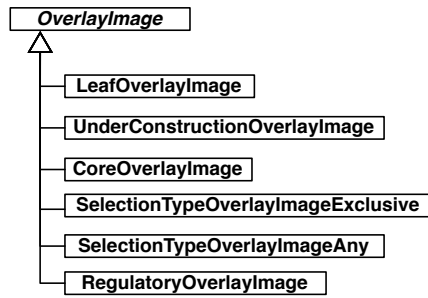 OverlayImage
LeafOverlayImage
UnderConstructionOverlayImage
CoreOverlayImage
SelectionTypeOverlayImageExclusive
SelectionTypeOverlayImageAny
RegulatoryOverlayImage